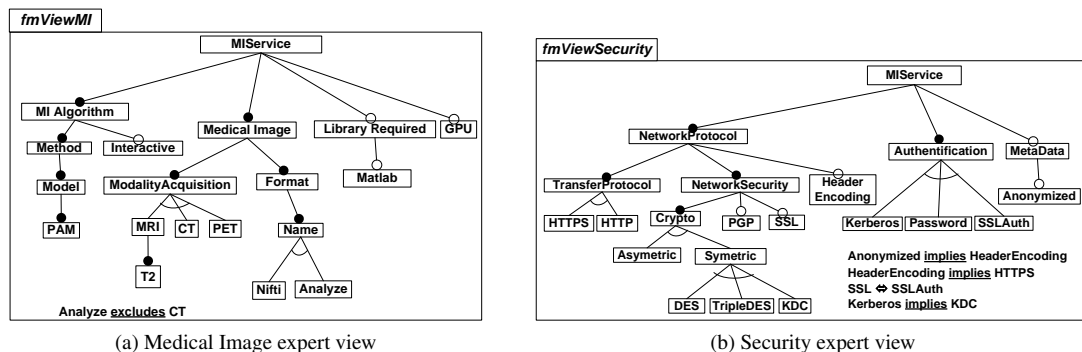 fmViewMI
MIService
MI Algorithm
Medical Image
Library Required
GPU
Method
Interactive
Model
ModalityAcquisition
Format
Matlab
PAM
MRI
CT
PET
Name
T2
Nifti
Analyze
Analyze excludes CT
(a) Medical Image expert view
fmViewSecurity
MIService
NetworkProtocol
Authentification
MetaData
TransferProtocol
NetworkSecurity
Header
Encoding
Anonymized
HTTPS
HTTP
Crypto
PGP
SSL
Kerberos
Password
SSLAuth
Asymetric
Symetric
DES
TripleDES
KDC
Anonymized implies HeaderEncoding
HeaderEncoding implies HTTPS
SSL ⇔ SSLAuth
Kerberos implies KDC
(b) Security expert view